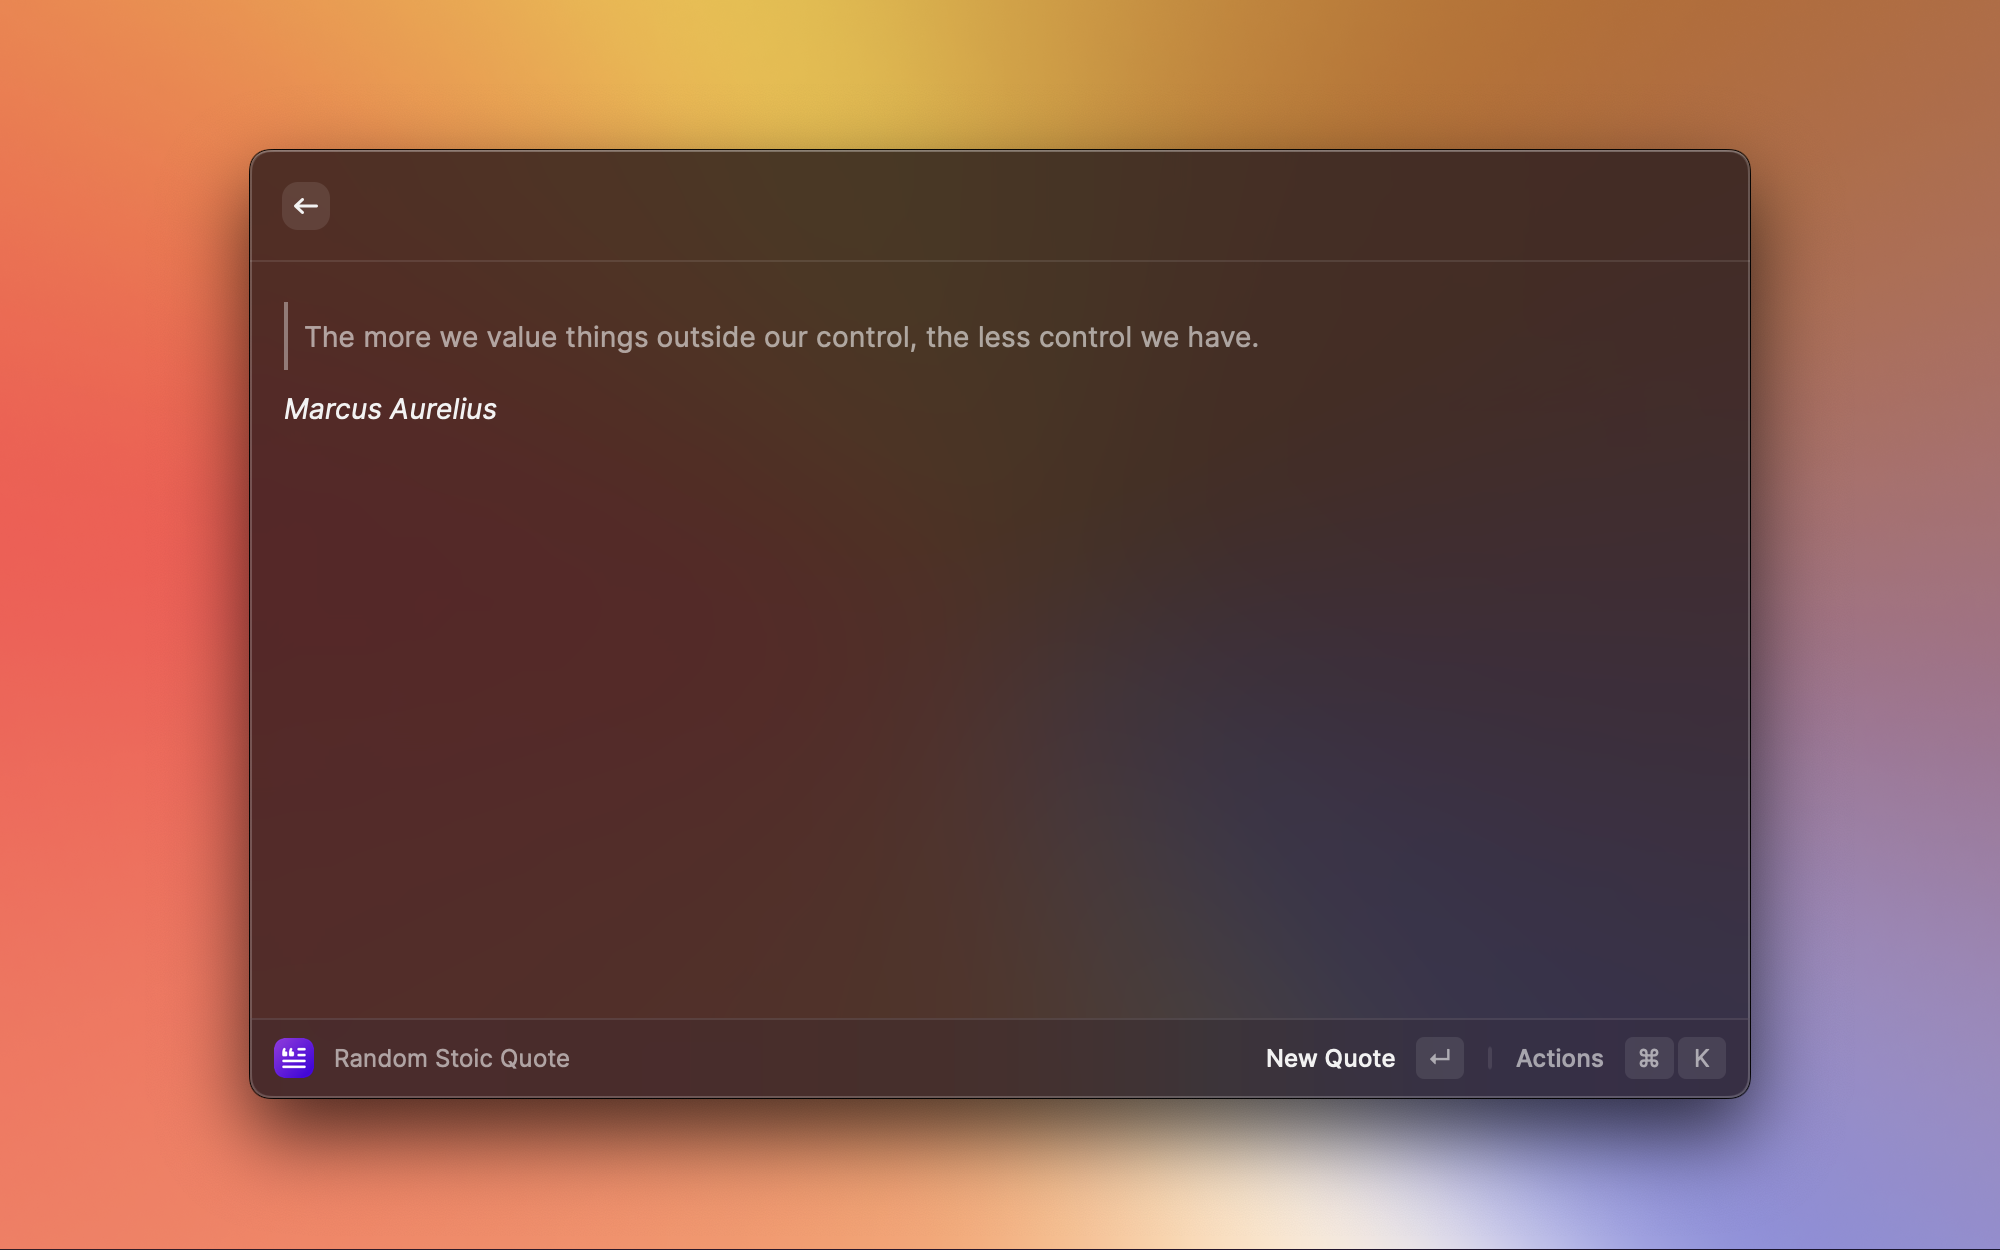 The more we value things outside our control, the less control we have.
Marcus Aurelius
Random Stoic Quote
New Quote ↵ | Actions ⌘ K